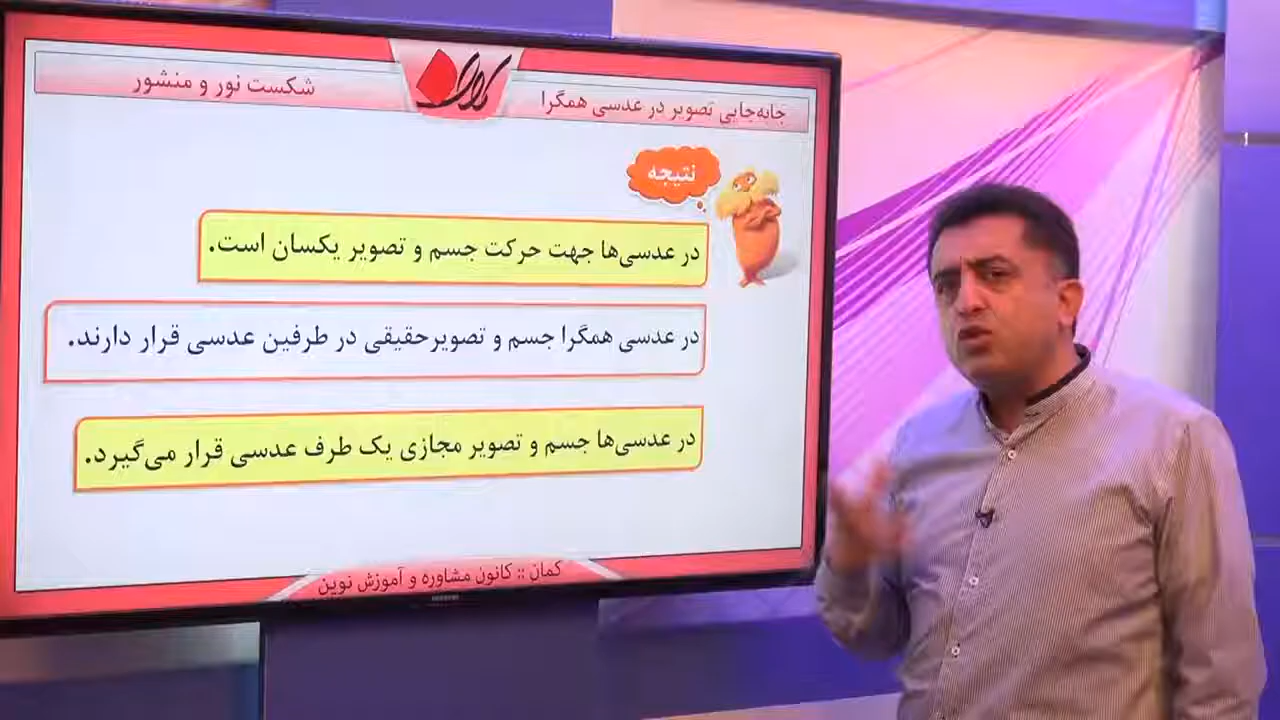 جابه‌جایی تصویر در عدسی همگرا
شکست نور و منشور
نتیجه
در عدسی‌ها جهت حرکت جسم و تصویر یکسان است.
در عدسی همگرا جسم و تصویرحقیقی در طرفین عدسی قرار دارند.
در عدسی‌ها جسم و تصویر مجازی یک طرف عدسی قرار می‌گیرد.
کمان :: کانون مشاوره و آموزش نوین